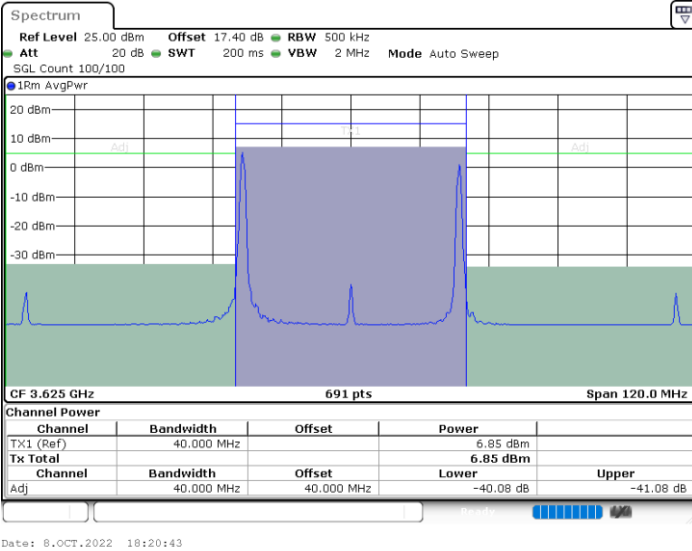 Spectrum
Ref Level 25.00 dBm Offset 17.40 dB RBW 500 kHz
Att 20 dB SWT 200 ms VBW 2 MHz Mode Auto Sweep
SGL Count 100/100
1Rm AvgPwr
20 dBm
TX1
10 dBm
Adj Adj
0 dBm
-10 dBm
-20 dBm
-30 dBm
CF 3.625 GHz 691 pts Span 120.0 MHz
Channel Power
Channel Bandwidth Offset Power
TX1 (Ref) 40.000 MHz 6.85 dBm
Tx Total 6.85 dBm
Channel Bandwidth Offset Lower Upper
Adj 40.000 MHz 40.000 MHz -40.08 dB -41.08 dB
Ready
Date: 8.OCT.2022 18:20:43